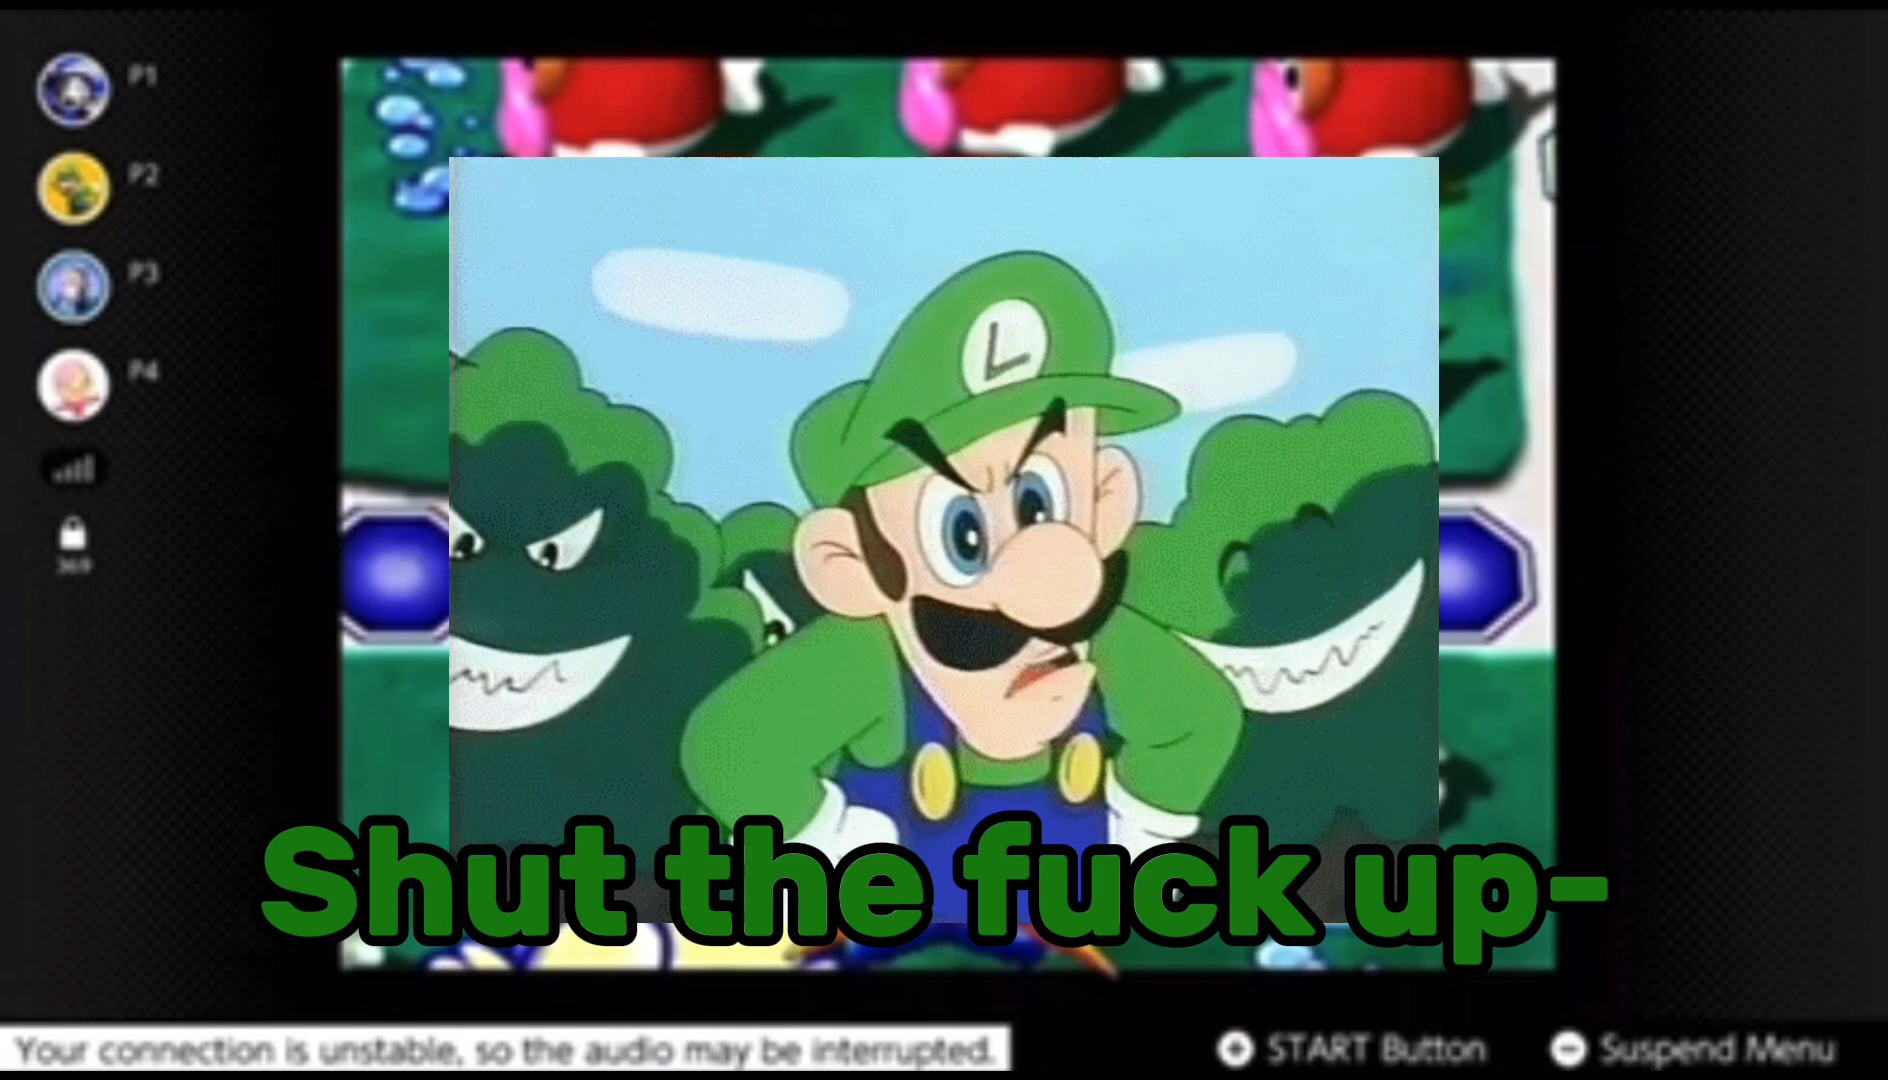 P1
P2
P3
P4
369
L
Shut the fuck up-
Your connection is unstable, so the audio may be interrupted.
START Button
Suspend Menu